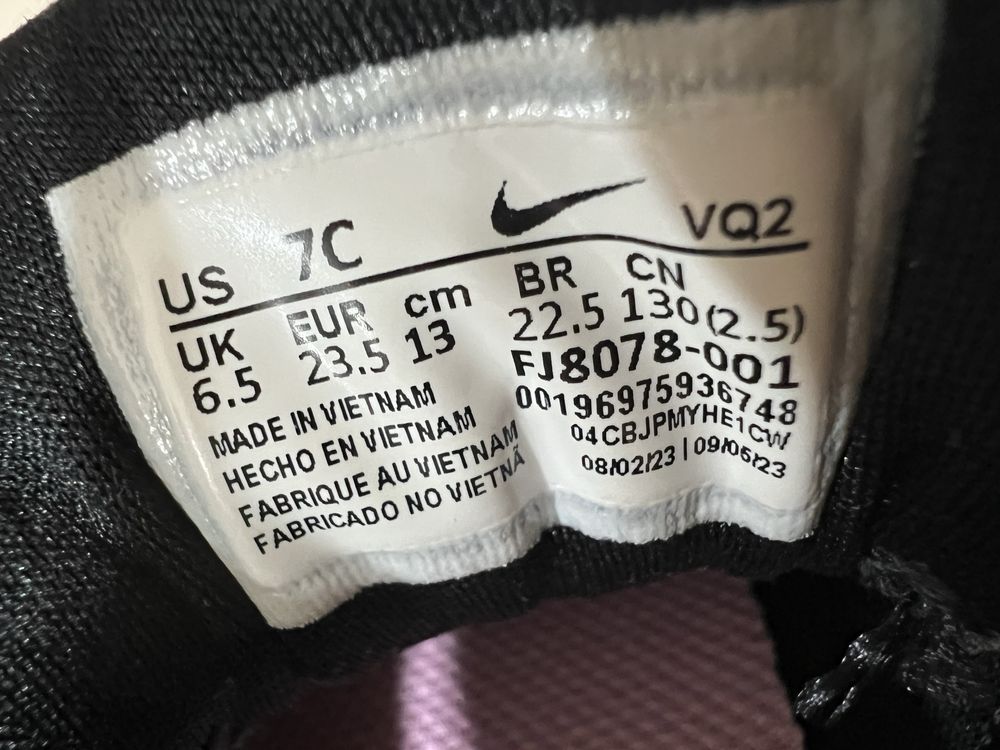 US 7C VQ2
UK EUR cm BR CN
6.5 23.5 13 22.5 130(2.5)
FJ8078-001
00196975936748
04CBJPMYHE1CW
08/02/23 | 09/06/23
MADE IN VIETNAM
HECHO EN VIETNAM
FABRIQUE AU VIETNAM
FABRICADO NO VIETNÃ